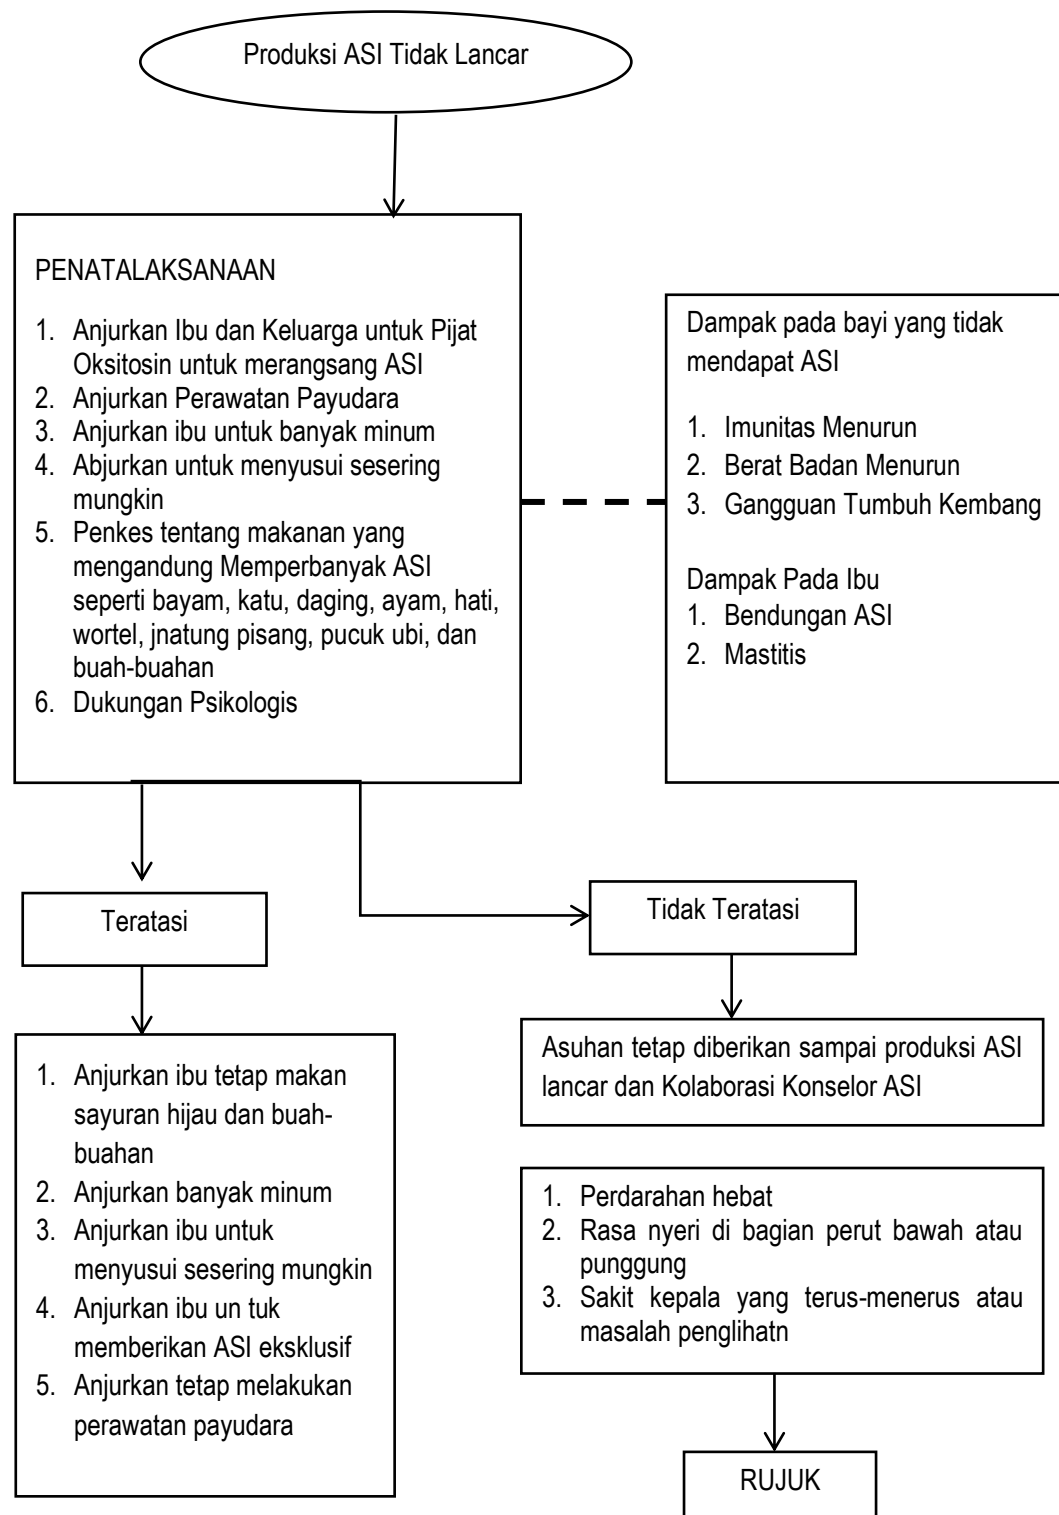 Produksi ASI Tidak Lancar
PENATALAKSANAAN
1. Anjurkan Ibu dan Keluarga untuk Pijat
Oksitosin untuk merangsang ASI
2. Anjurkan Perawatan Payudara
3. Anjurkan ibu untuk banyak minum
4. Abjurkan untuk menyusui sesering
mungkin
5. Penkes tentang makanan yang
mengandung Memperbanyak ASI
seperti bayam, katu, daging, ayam, hati,
wortel, jnatung pisang, pucuk ubi, dan
buah-buahan
6. Dukungan Psikologis
Dampak pada bayi yang tidak
mendapat ASI
1. Imunitas Menurun
2. Berat Badan Menurun
3. Gangguan Tumbuh Kembang
Dampak Pada Ibu
1. Bendungan ASI
2. Mastitis
Teratasi
Tidak Teratasi
1. Anjurkan ibu tetap makan
sayuran hijau dan buah-
buahan
2. Anjurkan banyak minum
3. Anjurkan ibu untuk
menyusui sesering mungkin
4. Anjurkan ibu un tuk
memberikan ASI eksklusif
5. Anjurkan tetap melakukan
perawatan payudara
Asuhan tetap diberikan sampai produksi ASI
lancar dan Kolaborasi Konselor ASI
1. Perdarahan hebat
2. Rasa nyeri di bagian perut bawah atau
punggung
3. Sakit kepala yang terus-menerus atau
masalah penglihatn
RUJUK